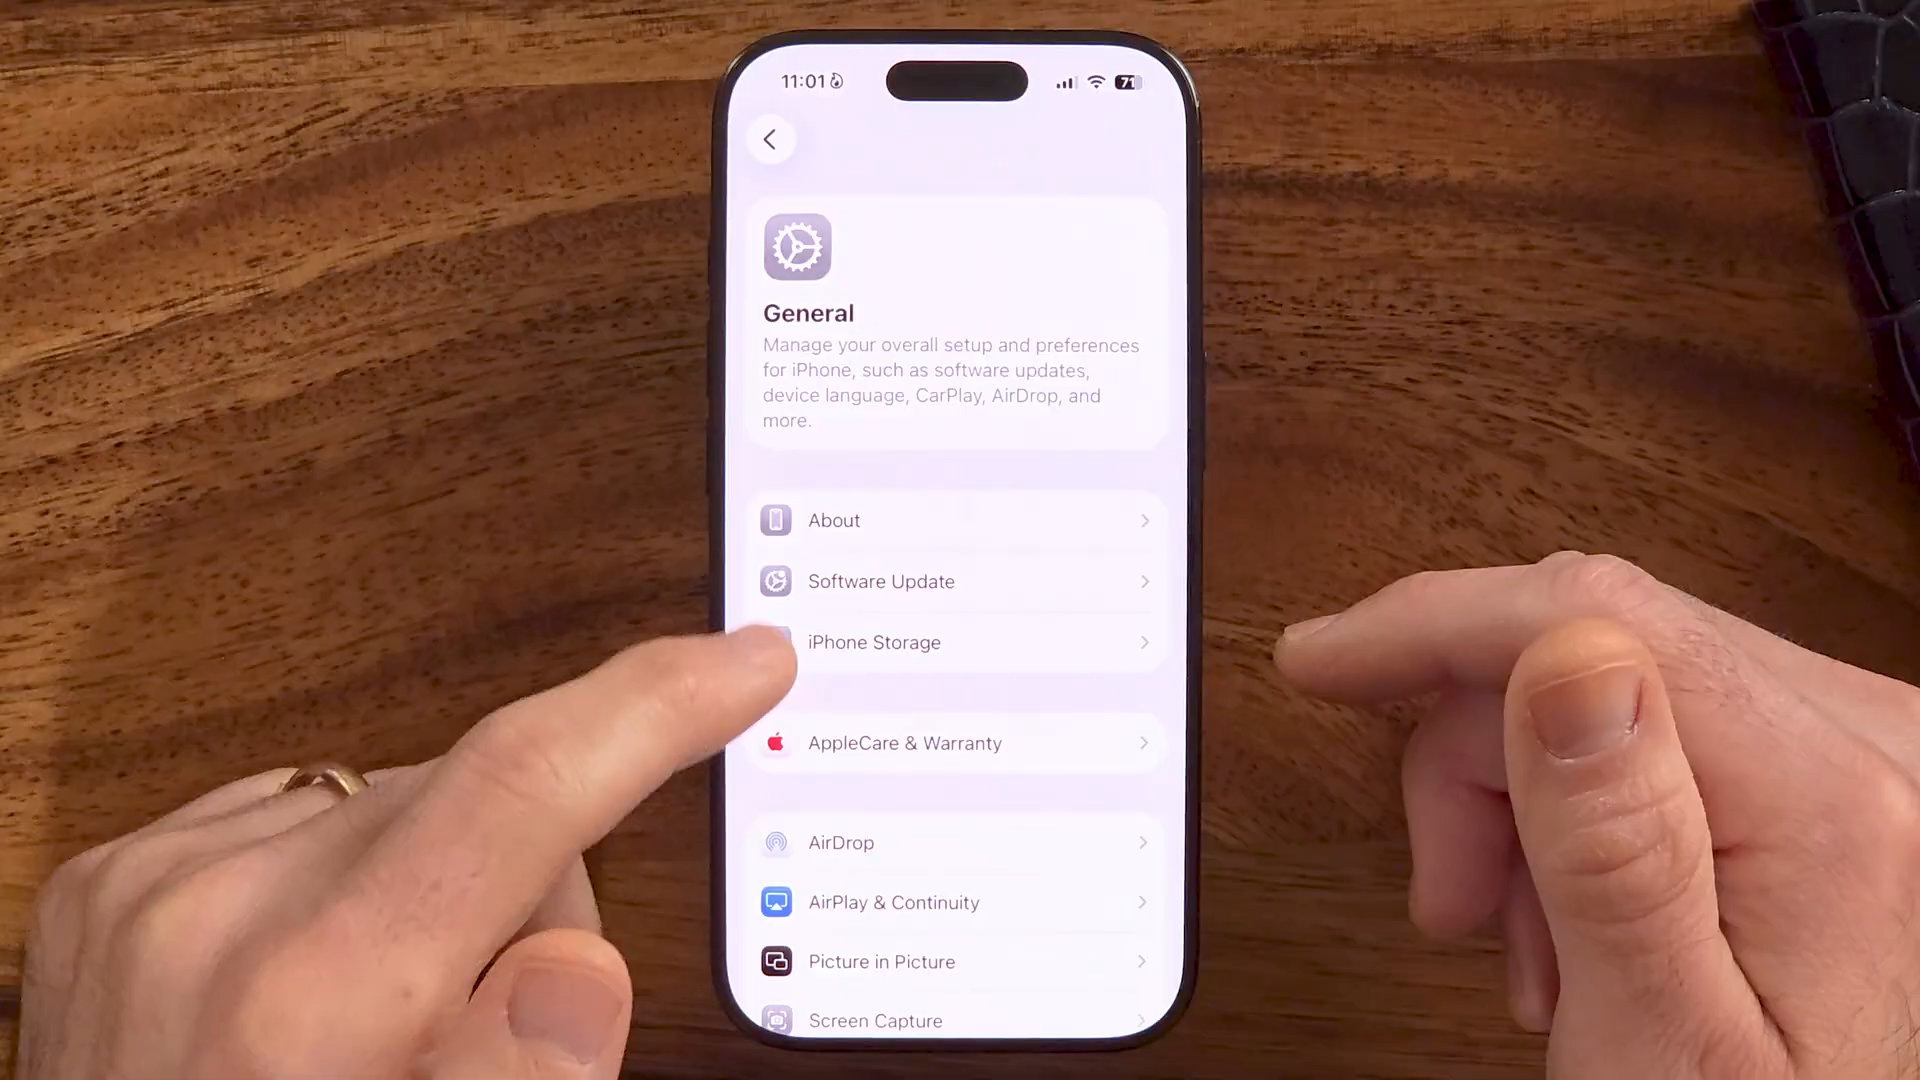 11:01
71
General
Manage your overall setup and preferences
for iPhone, such as software updates,
device language, CarPlay, AirDrop, and
more.
About
Software Update
iPhone Storage
AppleCare & Warranty
AirDrop
AirPlay & Continuity
Picture in Picture
Screen Capture